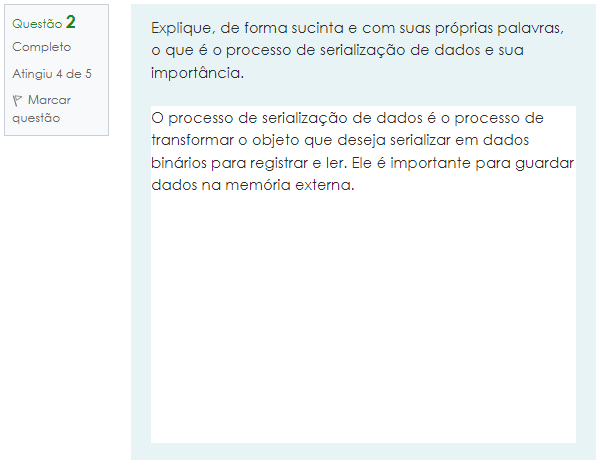 Questão 2
Completo
Atingiu 4 de 5
Marcar
questão
Explique, de forma sucinta e com suas próprias palavras,
o que é o processo de serialização de dados e sua
importância.
O processo de serialização de dados é o processo de
transformar o objeto que deseja serializar em dados
binários para registrar e ler. Ele é importante para guardar
dados na memória externa.